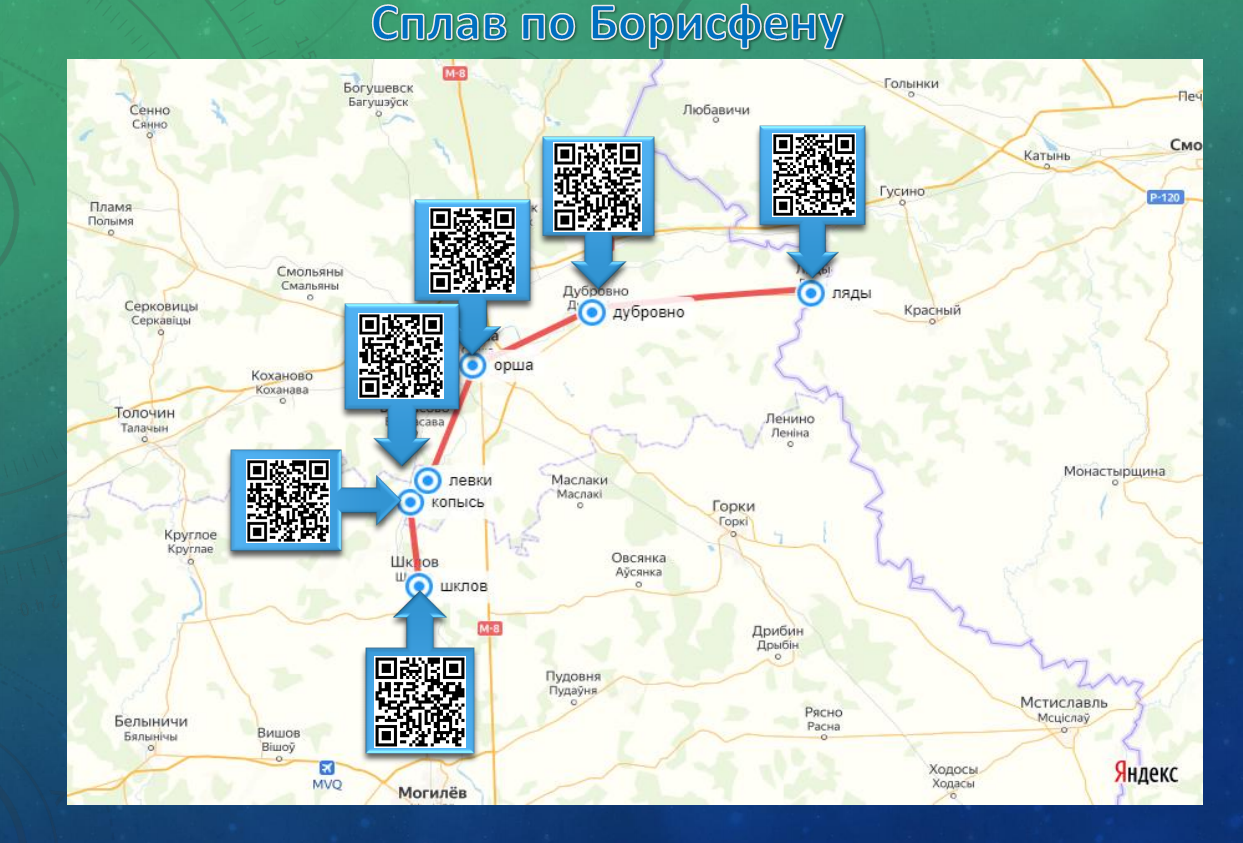 Сплав по Борисфену
М-8
Богушевск
Багушэўск
Голынки
Сенно
Сянно
Любавичи
Печ
Катынь
Смо
Гусино
Р-120
Пламя
Полымя
Смольяны
Смальяны
Серковицы
Серкавіцы
Дубровно
дубровно
ляды
Красный
орша
Коханово
Коханава
Толочин
Талачын
Ленино
Леніна
левки
копысь
Маслаки
Маслакі
Монастырщина
Горки
Горкі
Круглое
Круглае
Шклов
шклов
Овсянка
Аўсянка
М-8
Дрибин
Дрыбін
Пудовня
Пудаўня
Мстиславль
Мсціслаў
Рясно
Расна
Белыничи
Бялынічы
Вишов
Вішоў
MVQ
Могилёв
Ходосы
Ходасы
Яндекс